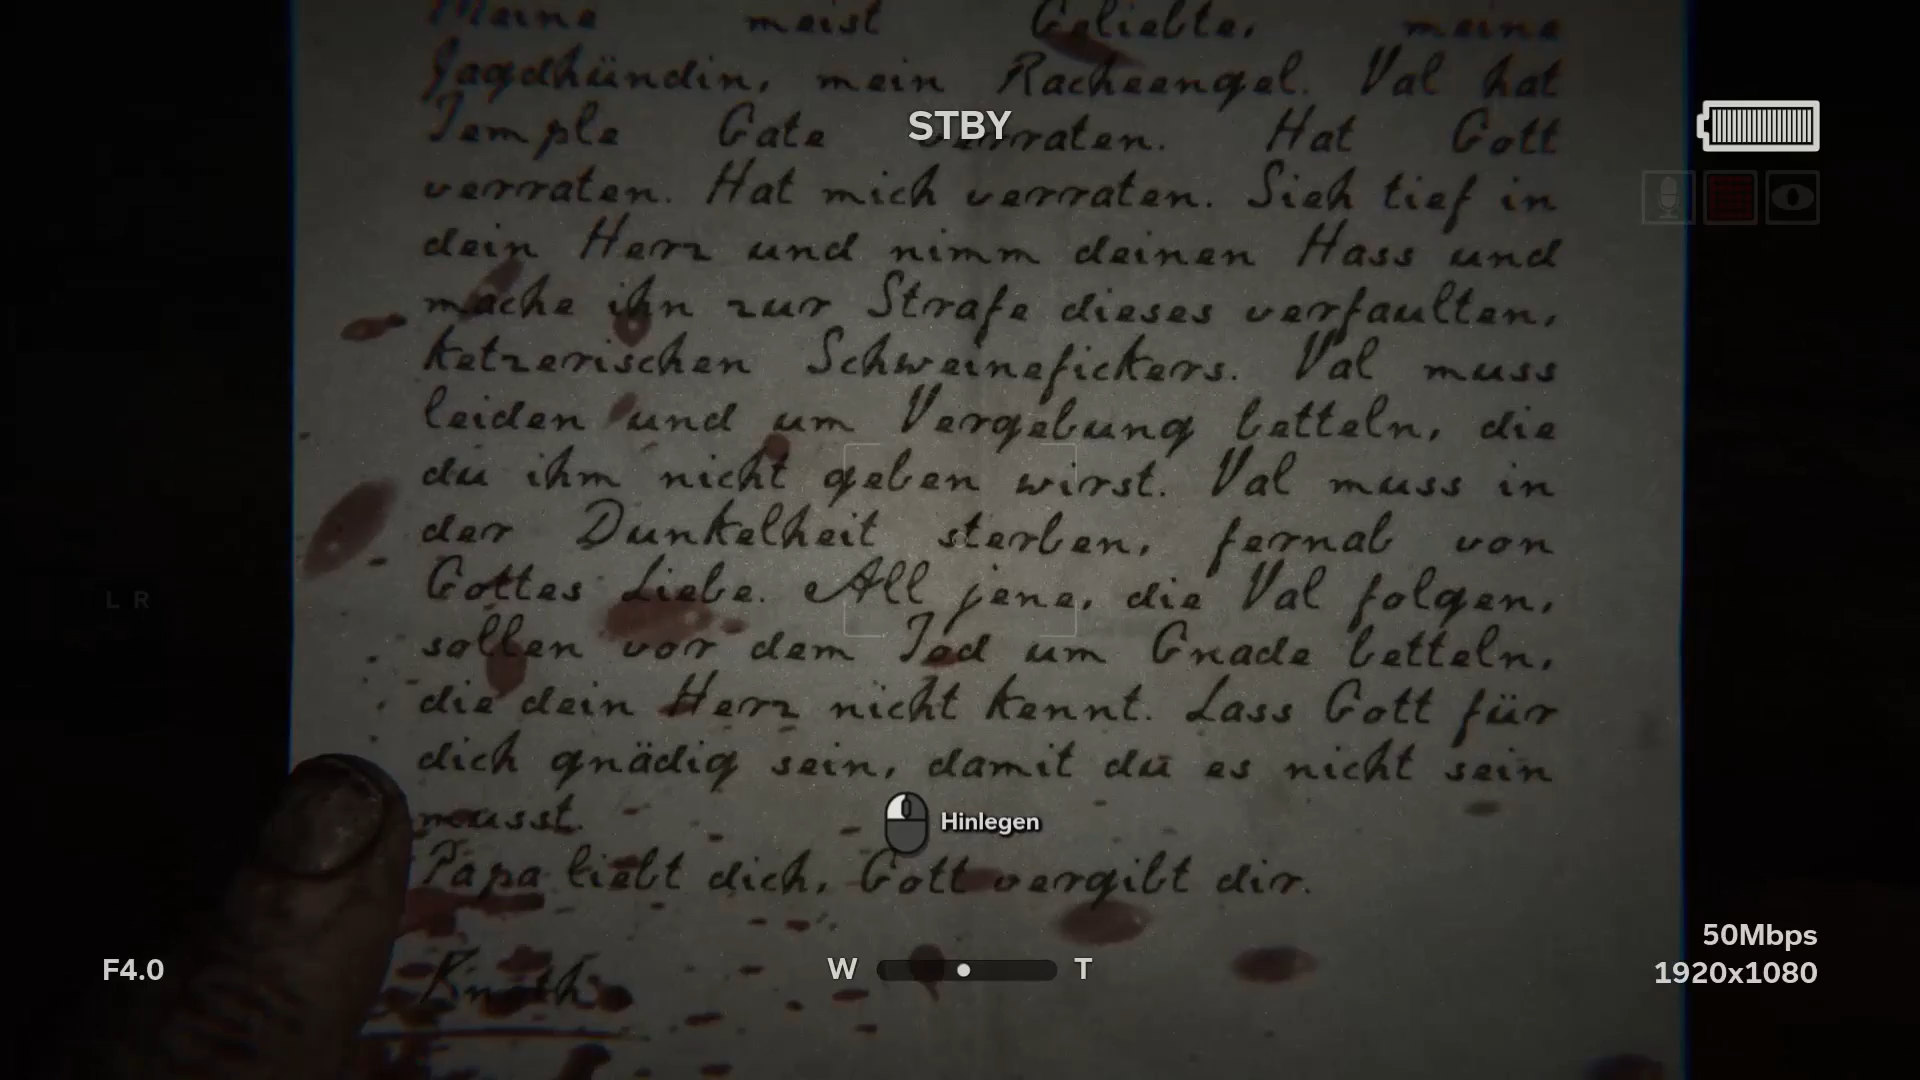 Meine meist Geliebte, meine
Jagdhündin, mein Racheengel. Val hat
STBY
Temple Gate verraten. Hat Gott
verraten. Hat mich verraten. Sieh tief in
dein Herz und nimm deinen Hass und
mache ihn zur Strafe dieses verfaulten,
ketzerischen Schweinefickers. Val muss
leiden und um Vergebung betteln, die
du ihm nicht geben wirst. Val muss in
der Dunkelheit sterben, fernab von
Gottes Liebe. All jene, die Val folgen,
L R
sollen vor dem Tod um Gnade betteln,
die dein Herz nicht kennt. Lass Gott für
dich gnädig sein, damit du es nicht sein
musst.
Hinlegen
Papa liebt dich, Gott vergibt dir.
Knoth
F4.0
W T
50Mbps
1920x1080